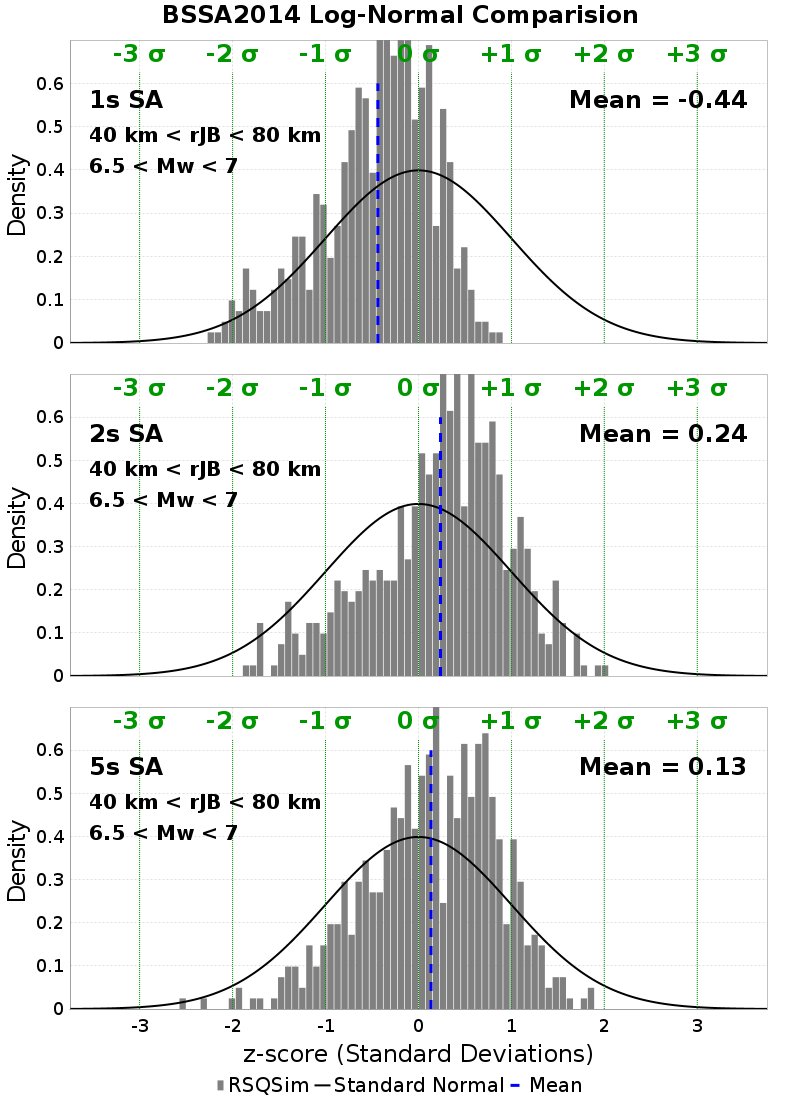 BSSA2014 Log-Normal Comparision
-3 σ -2 σ -1 σ 0 σ +1 σ +2 σ +3 σ
1s SA Mean = -0.44
40 km < rJB < 80 km
6.5 < Mw < 7
Density
0.6
0.5
0.4
0.3
0.2
0.1
0
-3 σ -2 σ -1 σ 0 σ +1 σ +2 σ +3 σ
2s SA Mean = 0.24
40 km < rJB < 80 km
6.5 < Mw < 7
Density
0.6
0.5
0.4
0.3
0.2
0.1
0
-3 σ -2 σ -1 σ 0 σ +1 σ +2 σ +3 σ
5s SA Mean = 0.13
40 km < rJB < 80 km
6.5 < Mw < 7
Density
0.6
0.5
0.4
0.3
0.2
0.1
0
-3 -2 -1 0 1 2 3
z-score (Standard Deviations)
RSQSim Standard Normal Mean